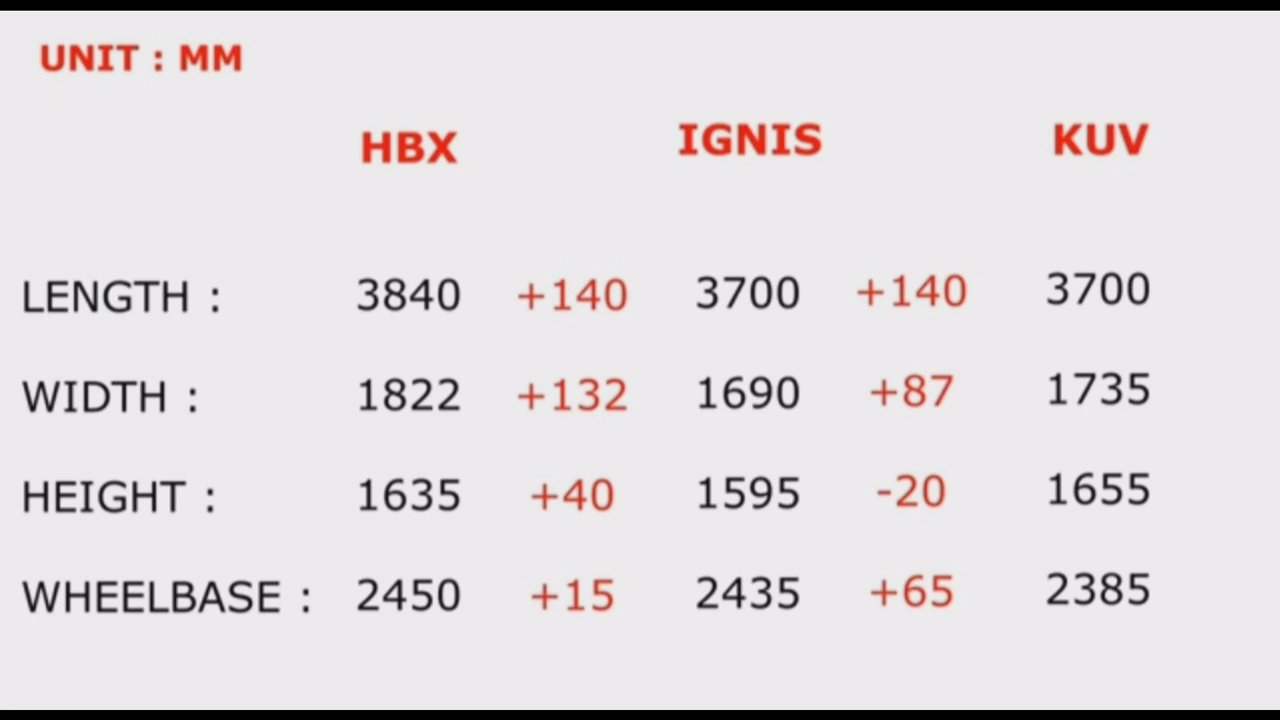 UNIT : MM
HBX IGNIS KUV
LENGTH : 3840 +140 3700 +140 3700
WIDTH : 1822 +132 1690 +87 1735
HEIGHT : 1635 +40 1595 -20 1655
WHEELBASE : 2450 +15 2435 +65 2385